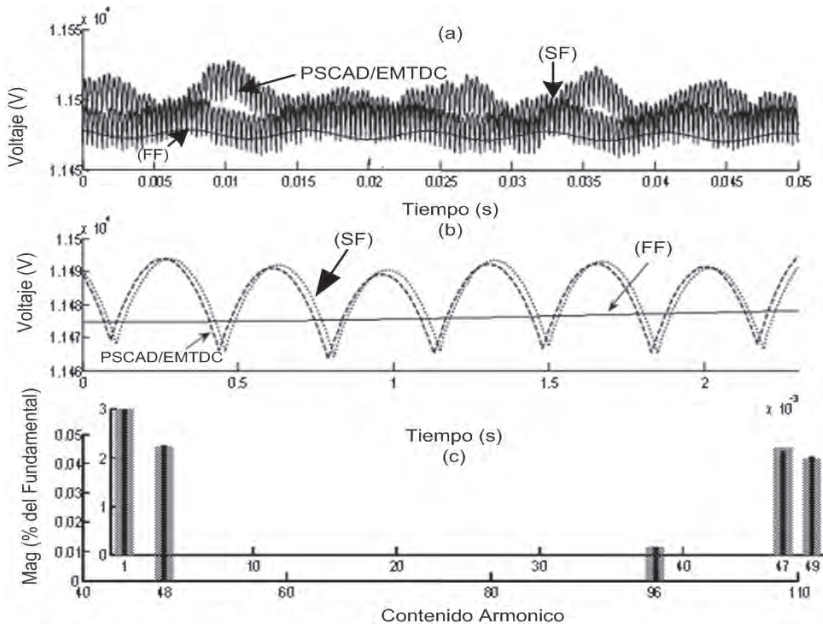 x 10⁴
1.155
(a)
(SF)
PSCAD/EMTDC
1.15
Voltaje (V)
(FF)
1.145
0 0.005 0.01 0.015 0.02 0.025 0.03 0.035 0.04 0.045 0.05
Tiempo (s)
x 10⁴
(b)
1.15
(SF)
(FF)
1.149
Voltaje (V)
1.148
1.147
PSCAD/EMTDC
1.146
0 0.5 1 1.5 2
x 10⁻³
Tiempo (s)
(c)
Mag (% del Fundamental)
3
0.05
0.04
2
0.03
0.02
1
0.01
0
0
1 10 20 30 40 47 49
40 48 60 80 96 110
Contenido Armonico